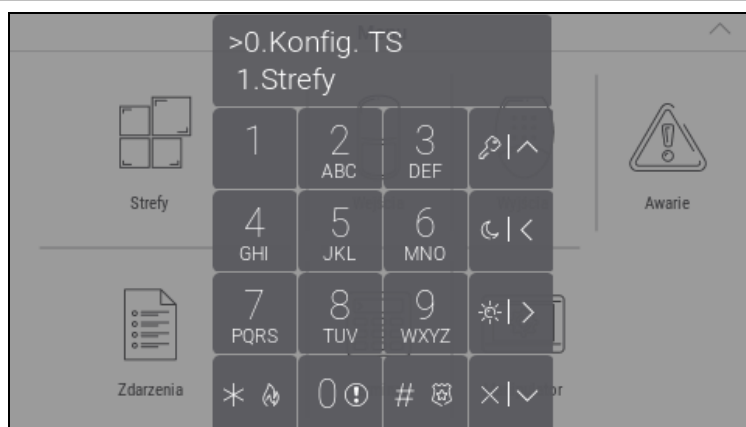 >0.Konfig. TS
1.Strefy
1
2
ABC
3
DEF
4
GHI
5
JKL
6
MNO
7
PQRS
8
TUV
9
WXYZ
*
0
#
Strefy
Awarie
Zdarzenia